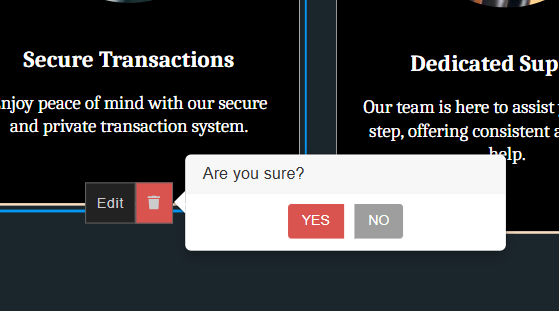 Secure Transactions
njoy peace of mind with our secure
and private transaction system.
Dedicated Sup
Our team is here to assist
step, offering consistent a
help.
Edit
Are you sure?
YES
NO